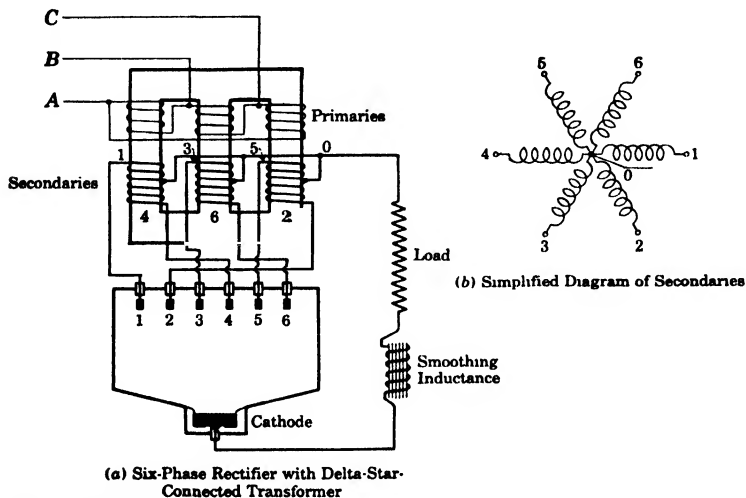 C
B
A
Primaries
1
3
5
0
Secondaries
4
6
2
Load
1
2
3
4
5
6
Smoothing
Inductance
Cathode
(a) Six-Phase Rectifier with Delta-Star-
Connected Transformer
5
6
4
1
0
3
2
(b) Simplified Diagram of Secondaries